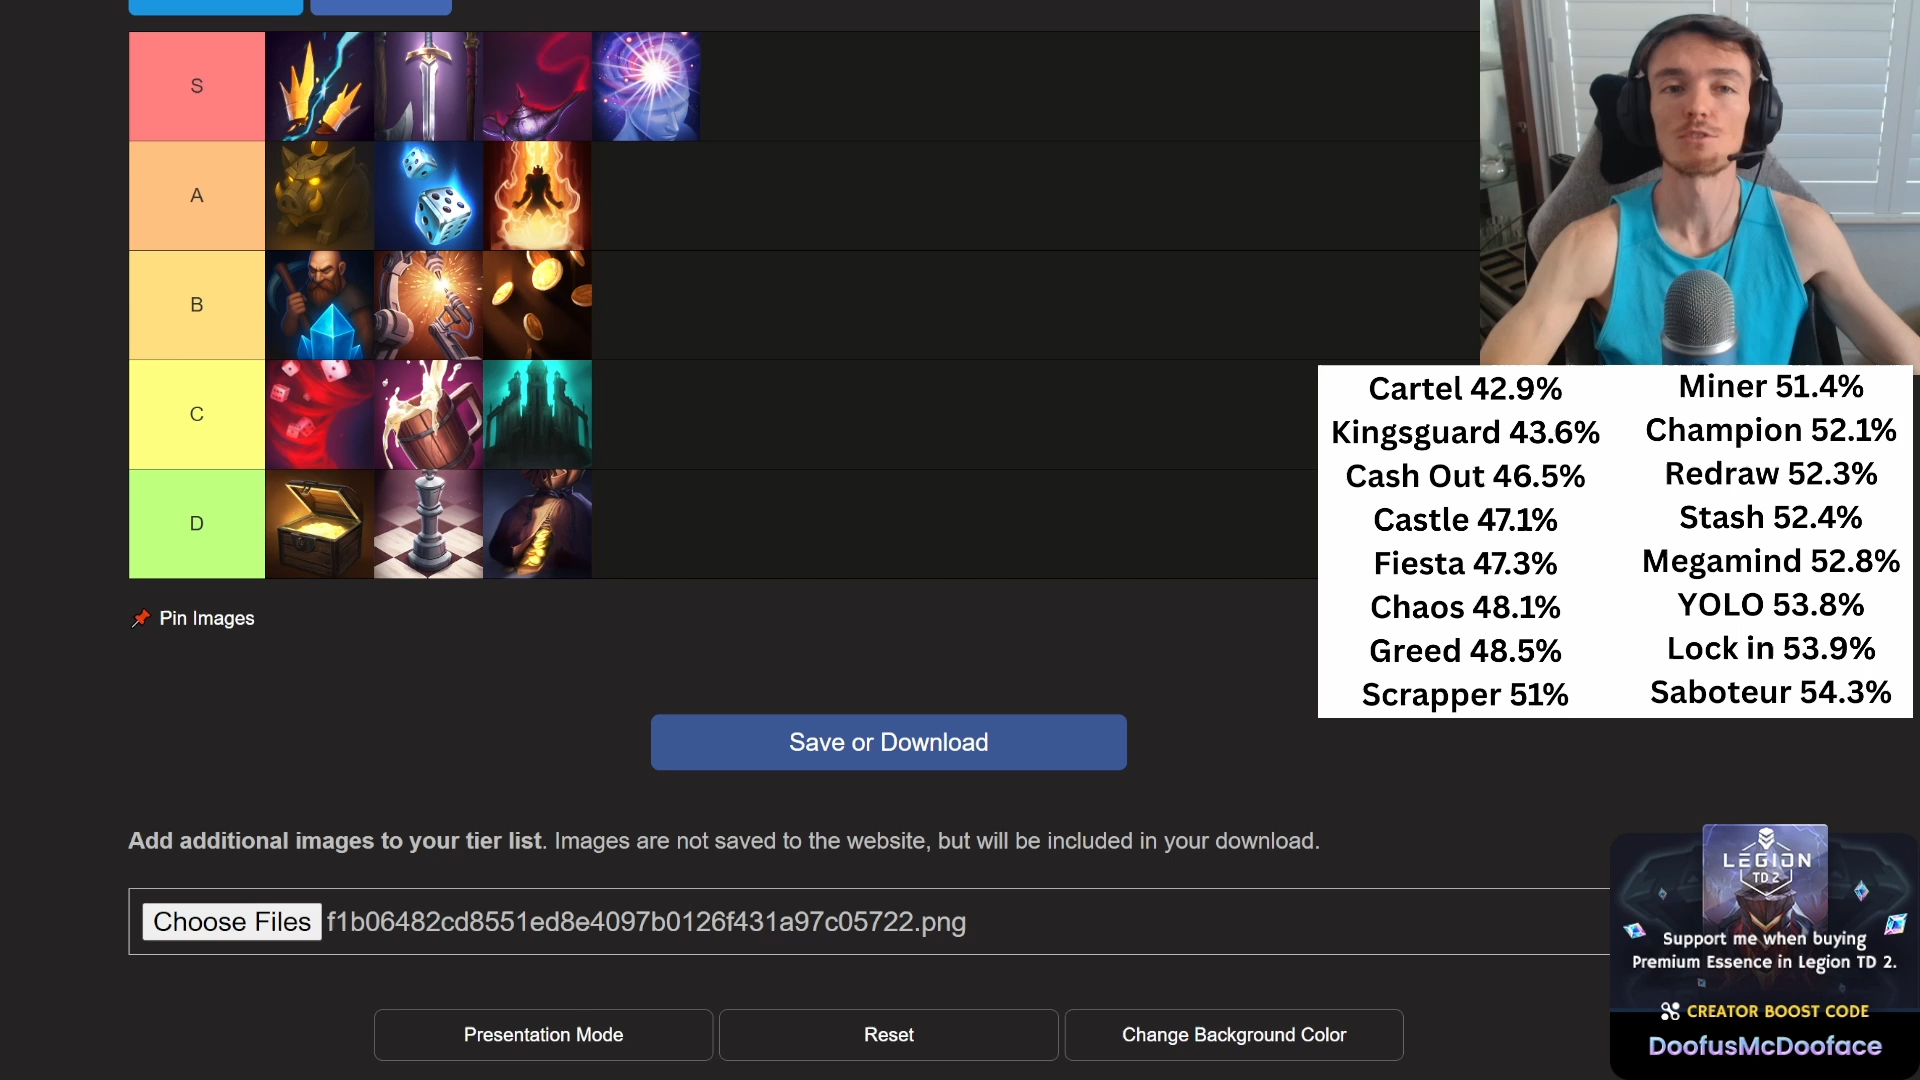 S
A
B
C
D
Pin Images
Cartel 42.9%
Kingsguard 43.6%
Cash Out 46.5%
Castle 47.1%
Fiesta 47.3%
Chaos 48.1%
Greed 48.5%
Scrapper 51%
Miner 51.4%
Champion 52.1%
Redraw 52.3%
Stash 52.4%
Megamind 52.8%
YOLO 53.8%
Lock in 53.9%
Saboteur 54.3%
Save or Download
Add additional images to your tier list. Images are not saved to the website, but will be included in your download.
Choose Files f1b06482cd8551ed8e4097b0126f431a97c05722.png
Presentation Mode
Reset
Change Background Color
LEGION
TD 2
Support me when buying
Premium Essence in Legion TD 2.
CREATOR BOOST CODE
DoofusMcDooface